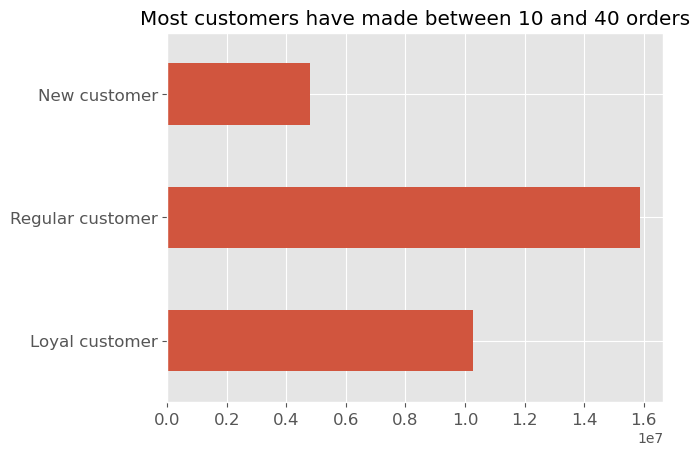 Most customers have made between 10 and 40 orders
New customer
Regular customer
Loyal customer
0.0 0.2 0.4 0.6 0.8 1.0 1.2 1.4 1.6
1e7